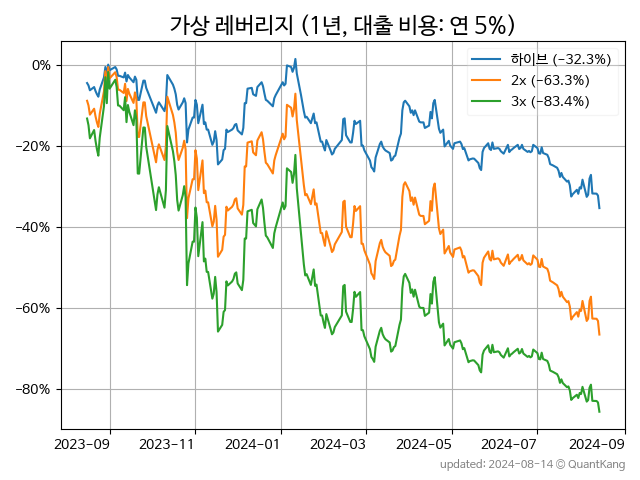 가상 레버리지 (1년, 대출 비용: 연 5%)
하이브 (−32.3%)
2x (−63.3%)
3x (−83.4%)
0%
−20%
−40%
−60%
−80%
2023−09 2023−11 2024−01 2024−03 2024−05 2024−07 2024−09
updated: 2024−08−14 © QuantKang